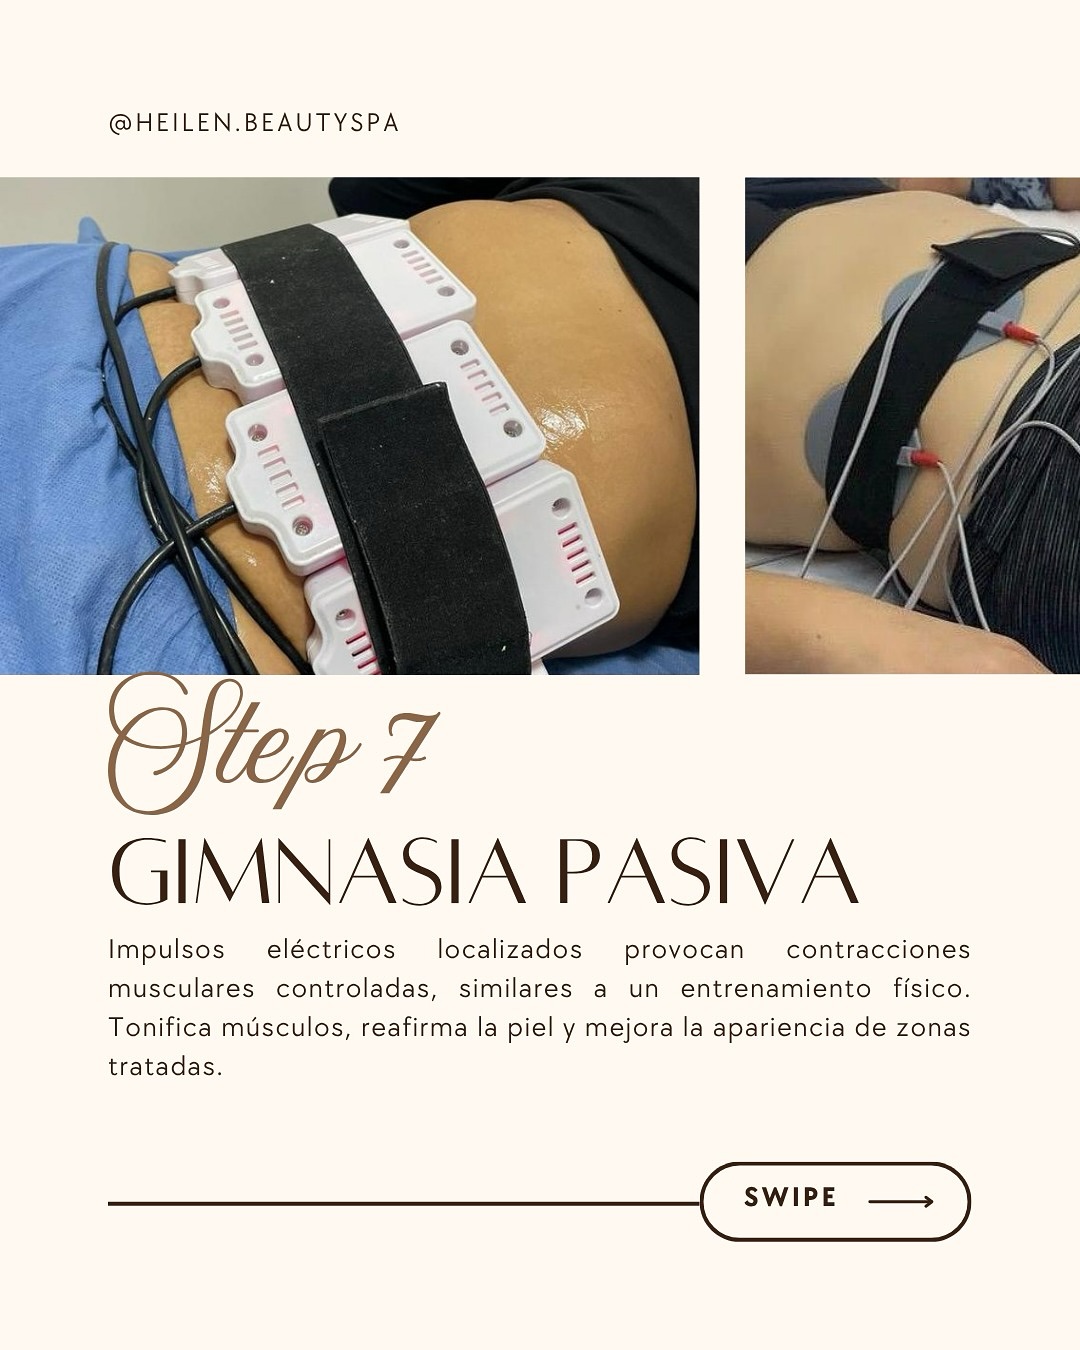 @HEILEN.BEAUTYSPA
Step 7
GIMNASIA PASIVA
Impulsos eléctricos localizados provocan contracciones
musculares controladas, similares a un entrenamiento físico.
Tonifica músculos, reafirma la piel y mejora la apariencia de zonas
tratadas.
SWIPE